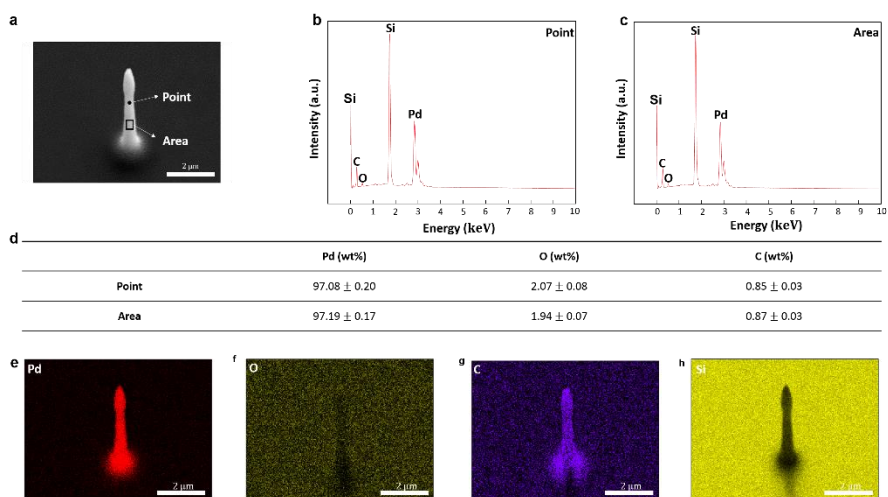 a
Point
Area
2 μm
b
Point
Si
Si
Pd
C
O
Intensity (a.u.)
0 1 2 3 4 5 6 7 8 9 10
Energy (keV)
c
Area
Si
Si
Pd
C
O
Intensity (a.u.)
0 1 2 3 4 5 6 7 8 9 10
Energy (keV)
d
Pd (wt%) O (wt%) C (wt%)
Point 97.08 ± 0.20 2.07 ± 0.08 0.85 ± 0.03
Area 97.19 ± 0.17 1.94 ± 0.07 0.87 ± 0.03
e
Pd
2 μm
f
O
2 μm
g
C
2 μm
h
Si
2 μm